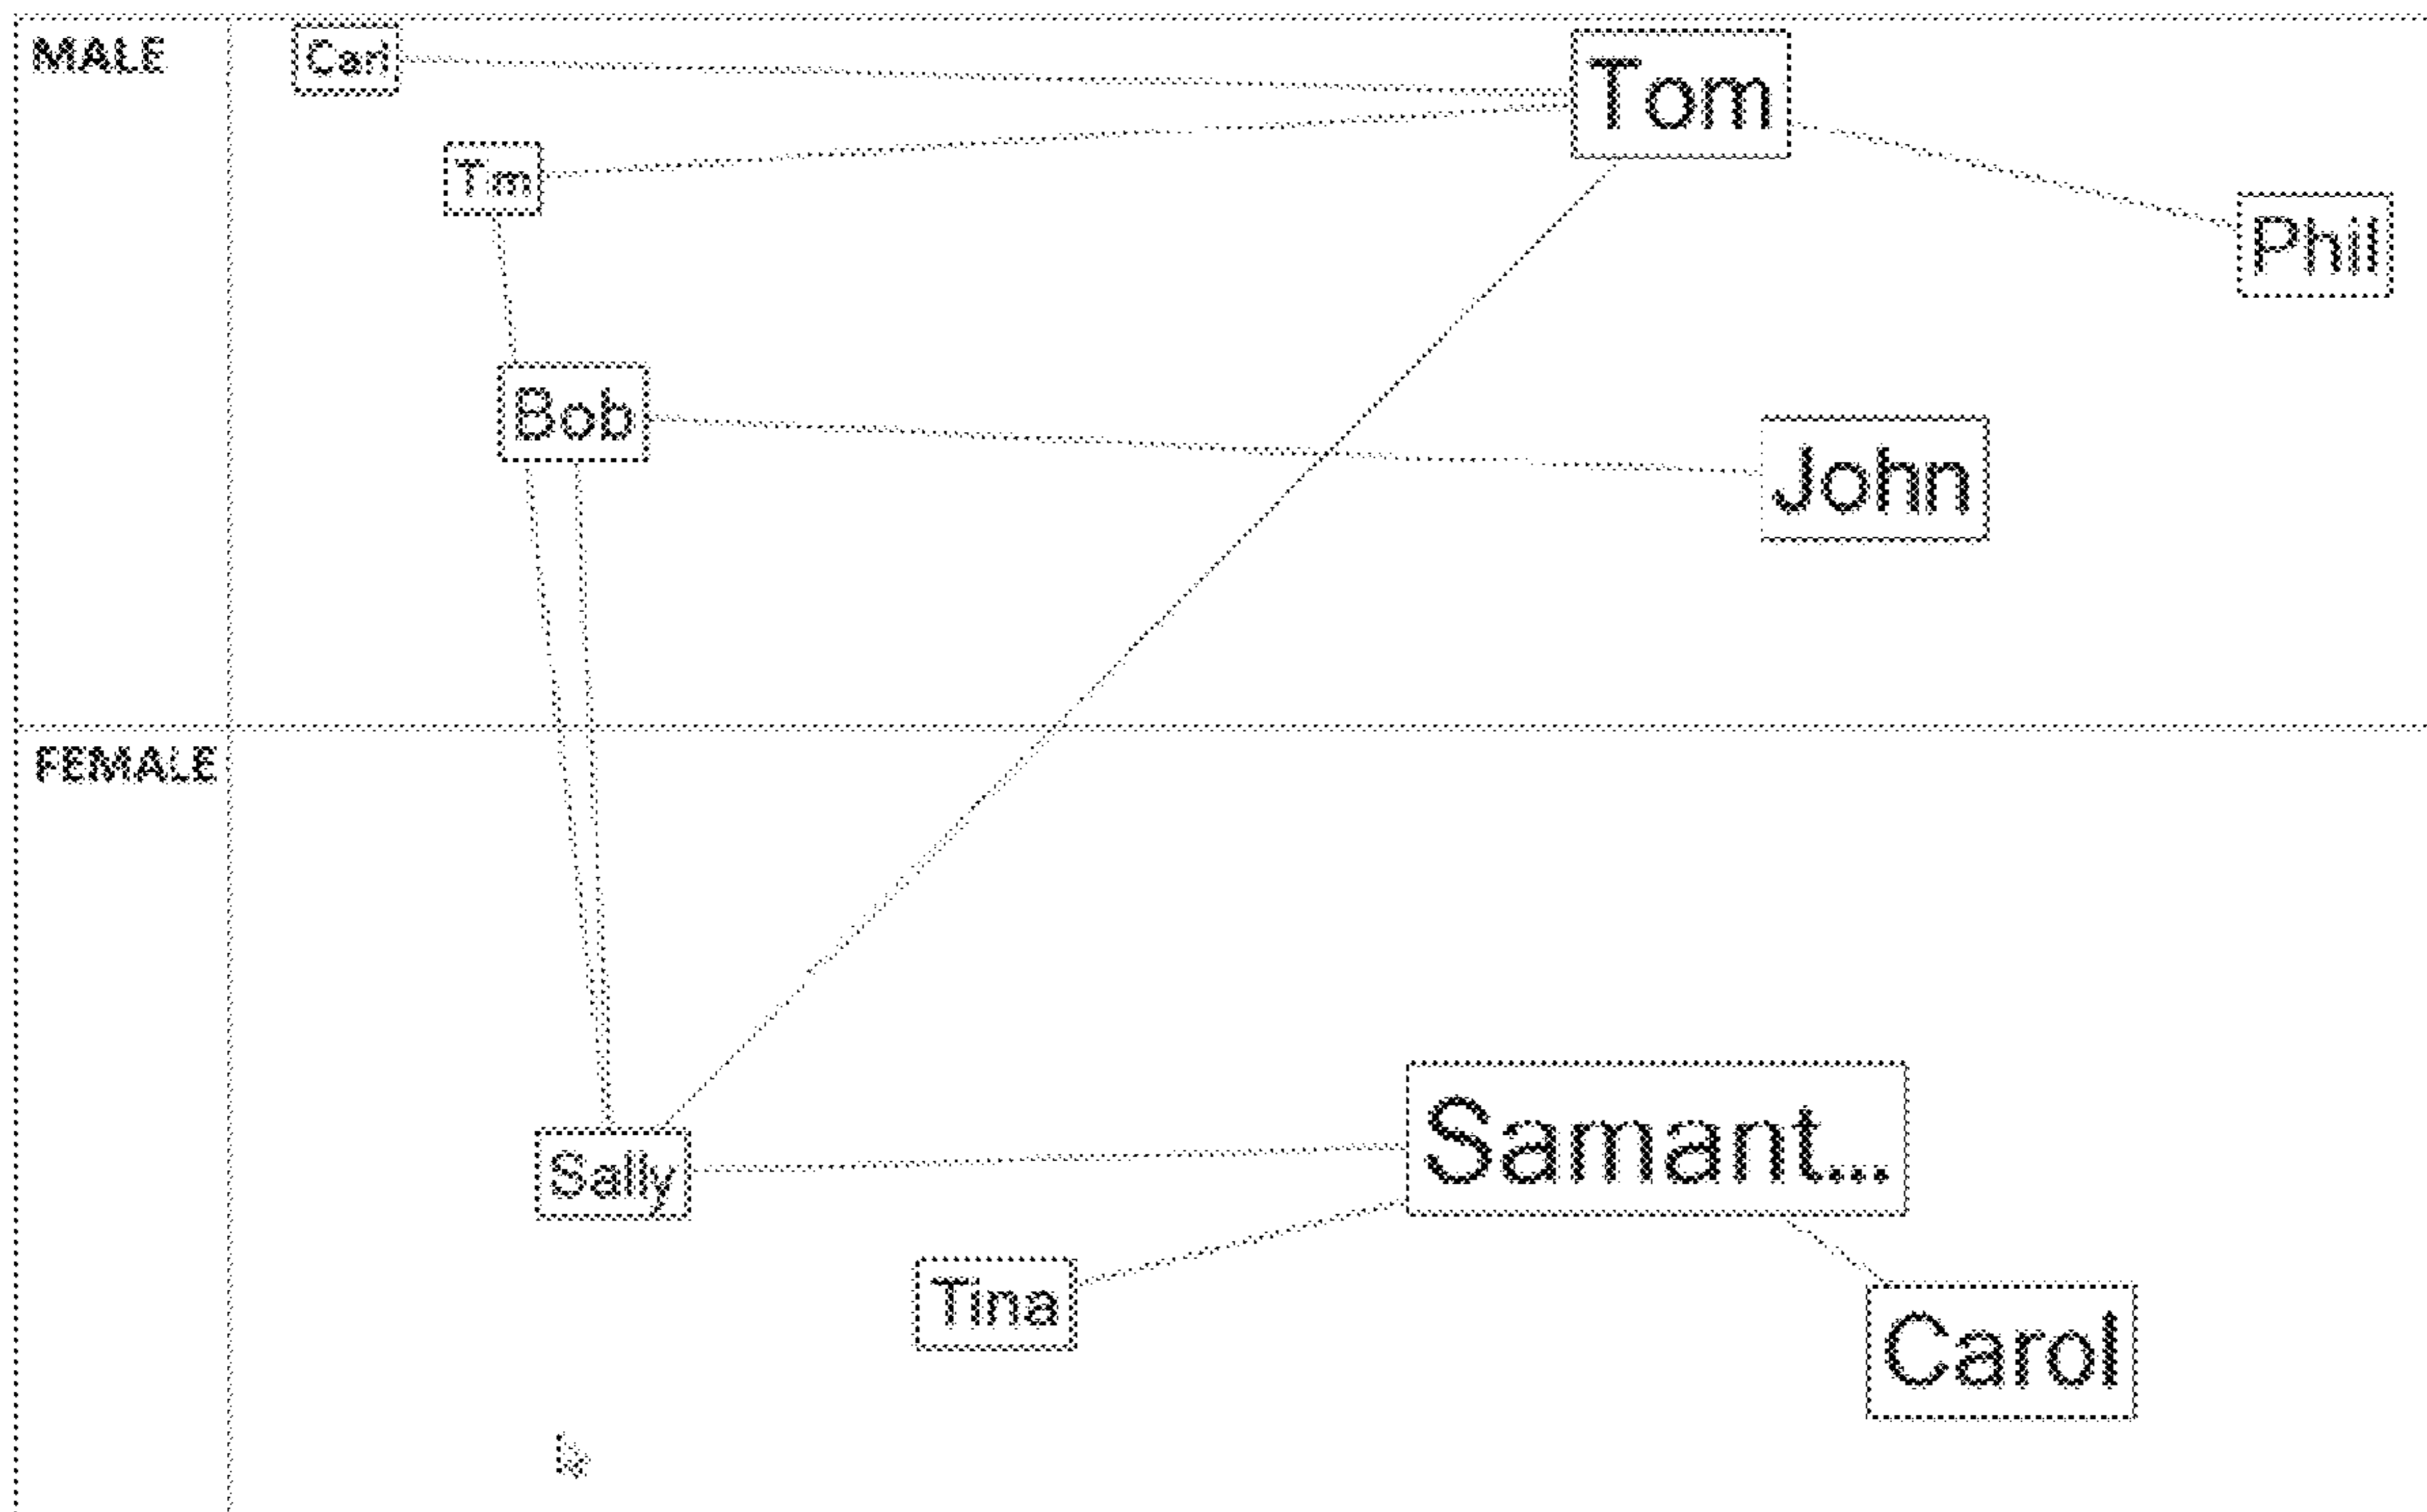 MALE
Carl
Tom
Tim
Phil
Bob
John
FEMALE
Samant...
Sally
Tina
Carol